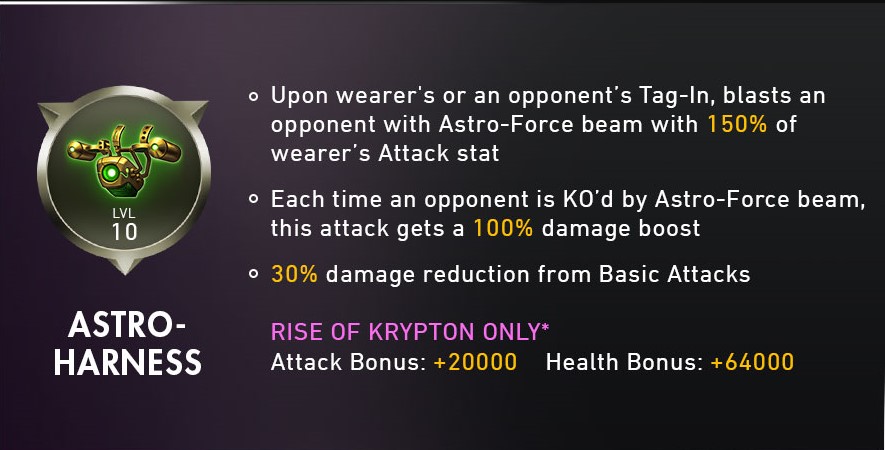 LVL
10
ASTRO-
HARNESS
Upon wearer's or an opponent’s Tag-In, blasts an
opponent with Astro-Force beam with 150% of
wearer’s Attack stat
Each time an opponent is KO’d by Astro-Force beam,
this attack gets a 100% damage boost
30% damage reduction from Basic Attacks
RISE OF KRYPTON ONLY*
Attack Bonus: +20000 Health Bonus: +64000